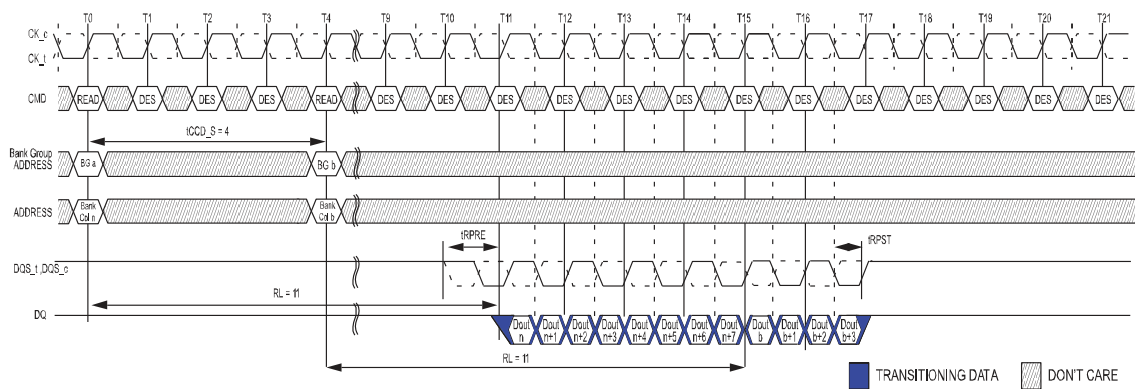 T0 T1 T2 T3 T4 T9 T10 T11 T12 T13 T14 T15 T16 T17 T18 T19 T20 T21
CK_c
CK_t
CMD READ DES DES DES READ DES DES DES DES DES DES DES DES DES DES DES DES DES
tCCD_S = 4
Bank Group
ADDRESS BG a BG b
ADDRESS Bank Col n Bank Col b
tRPRE tRPST
DQS_t ,DQS_c
RL = 11
DQ Dout n Dout n+1 Dout n+2 Dout n+3 Dout n+4 Dout n+5 Dout n+6 Dout n+7 Dout b Dout b+1 Dout b+2 Dout b+3
RL = 11
TRANSITIONING DATA DON'T CARE